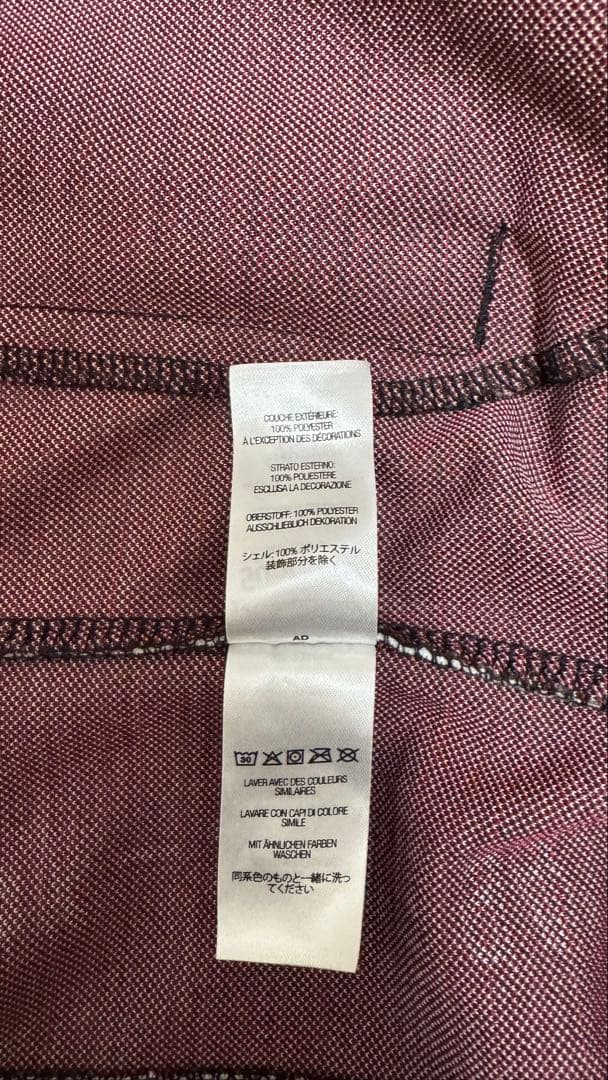 COUCHE EXTÉRIEURE:
100% POLYESTER
À L'EXCEPTION DES DÉCORATIONS
STRATO ESTERNO:
100% POLIESTERE
ESCLUSA LA DECORAZIONE
OBERSTOFF: 100% POLYESTER
AUSSCHLIEBLICH DEKORATION
シェル: 100% ポリエステル
装飾部分を除く
AD
30
LAVER AVEC DES COULEURS
SIMILAIRES
LAVARE CON CAPI DI COLORE
SIMILE
MIT ÄHNLICHEN FARBEN
WASCHEN
同系色のものと一緒に洗っ
てください